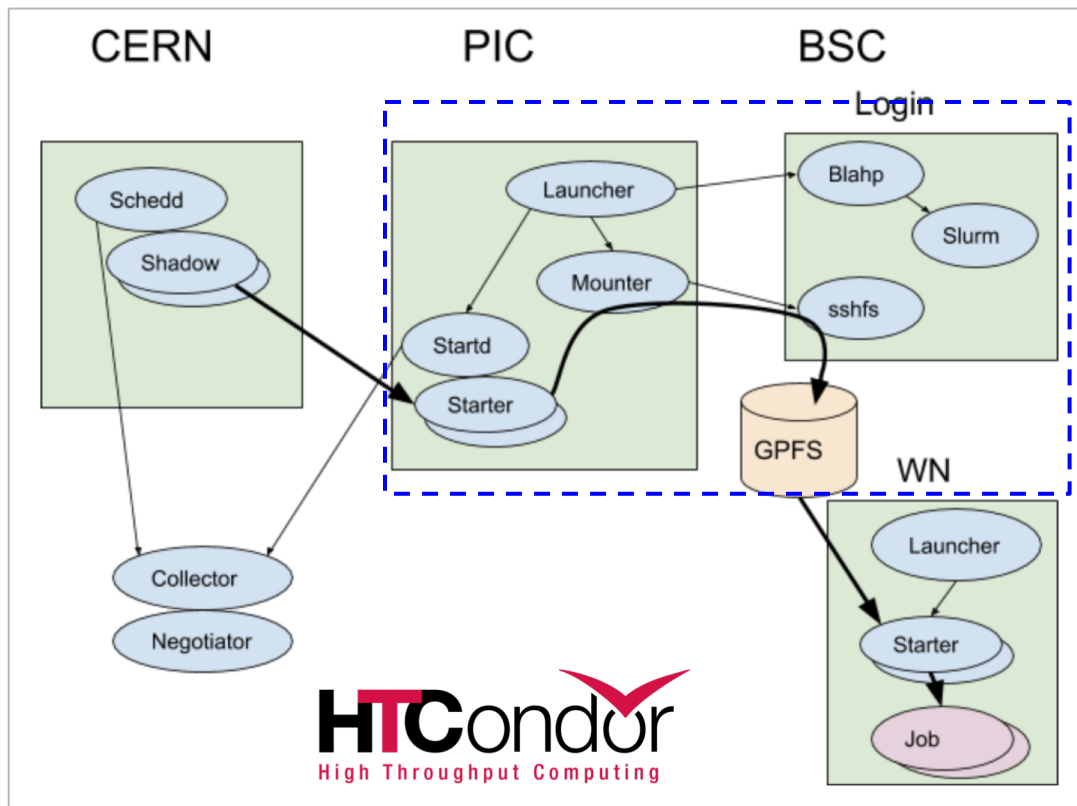 CERN
PIC
BSC
Login
Schedd
Shadow
Launcher
Mounter
Startd
Starter
Blahp
Slurm
sshfs
GPFS
WN
Launcher
Starter
Job
Collector
Negotiator
HTCondor
High Throughput Computing